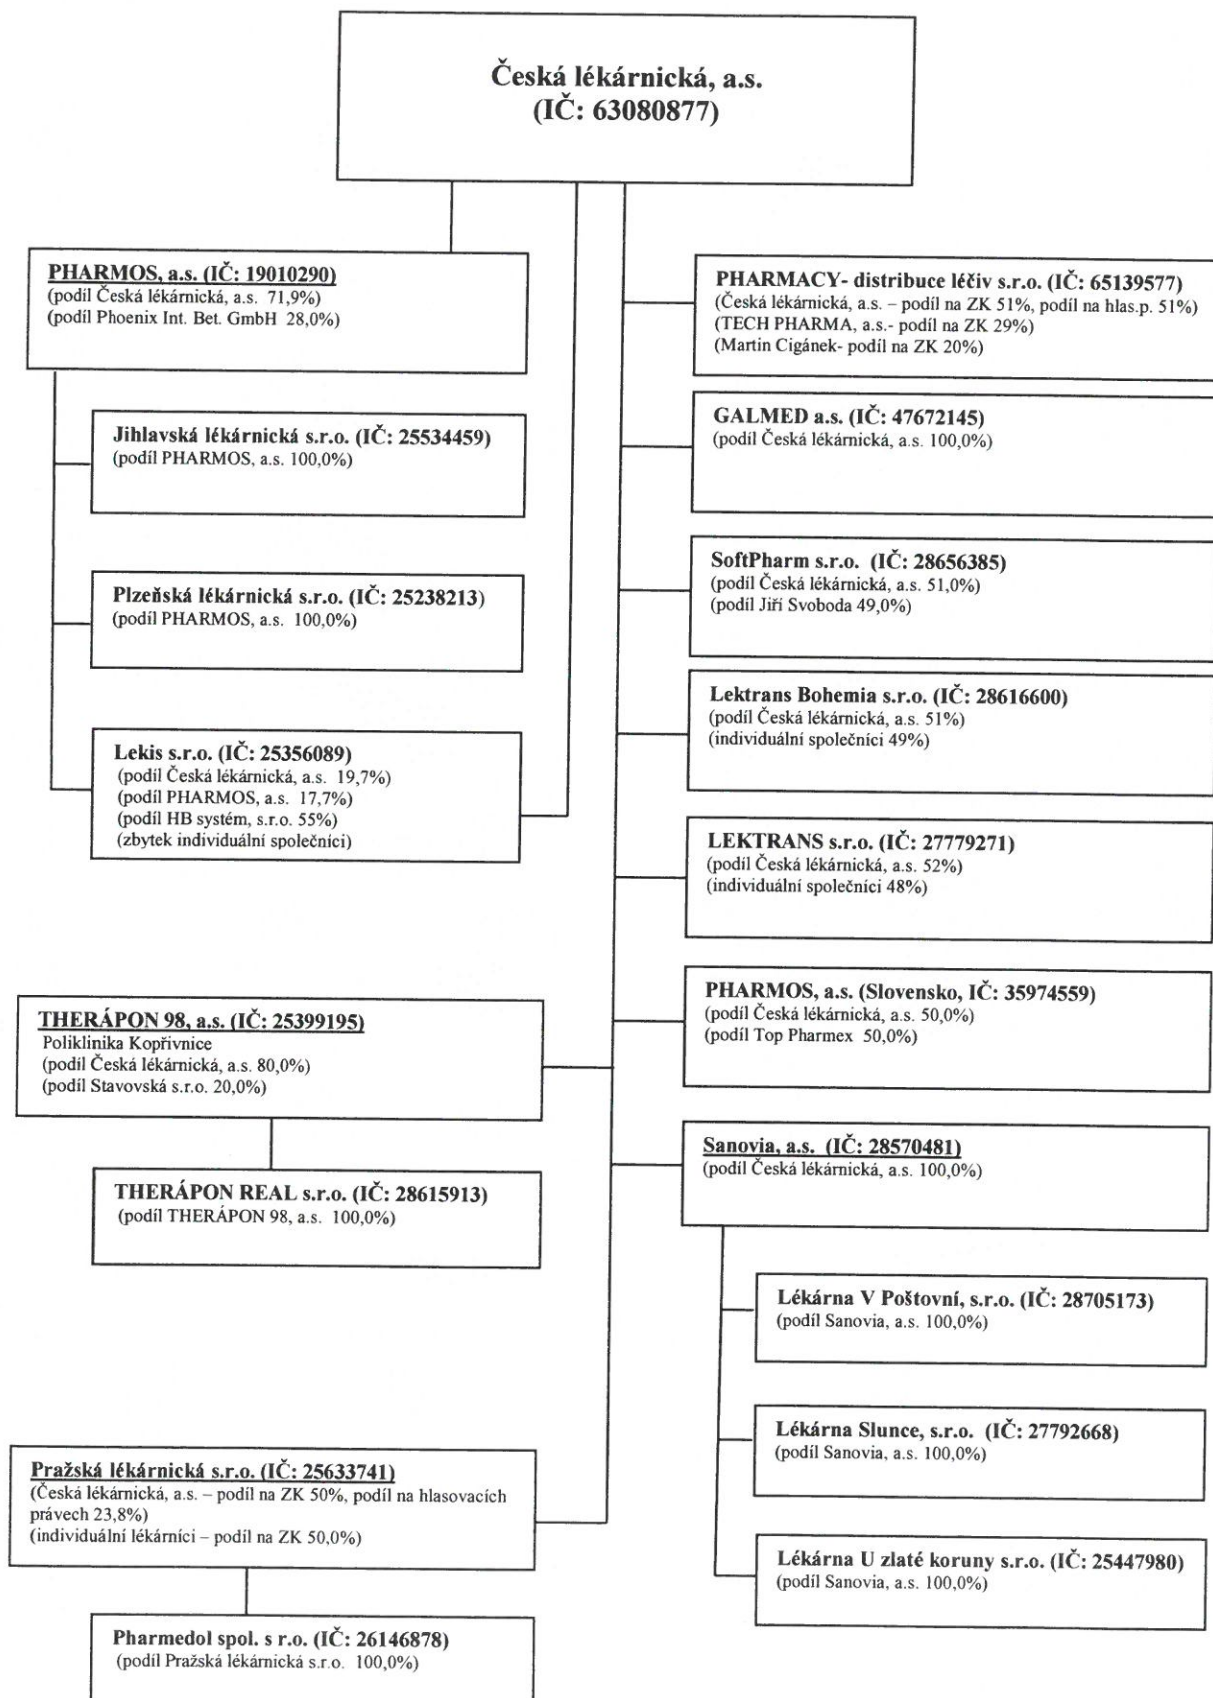 Česká lékárnická, a.s.
(IČ: 63080877)
PHARMOS, a.s. (IČ: 19010290)
(podíl Česká lékárnická, a.s. 71,9%)
(podíl Phoenix Int. Bet. GmbH 28,0%)
Jihlavská lékárnická s.r.o. (IČ: 25534459)
(podíl PHARMOS, a.s. 100,0%)
Plzeňská lékárnická s.r.o. (IČ: 25238213)
(podíl PHARMOS, a.s. 100,0%)
Lekis s.r.o. (IČ: 25356089)
(podíl Česká lékárnická, a.s. 19,7%)
(podíl PHARMOS, a.s. 17,7%)
(podíl HB systém, s.r.o. 55%)
(zbytek individuální společníci)
THERÁPON 98, a.s. (IČ: 25399195)
Poliklinika Kopřivnice
(podíl Česká lékárnická, a.s. 80,0%)
(podíl Stavovská s.r.o. 20,0%)
THERÁPON REAL s.r.o. (IČ: 28615913)
(podíl THERÁPON 98, a.s. 100,0%)
Pražská lékárnická s.r.o. (IČ: 25633741)
(Česká lékárnická, a.s. – podíl na ZK 50%, podíl na hlasovacích
právech 23,8%)
(individuální lékárníci – podíl na ZK 50,0%)
Pharmedol spol. s r.o. (IČ: 26146878)
(podíl Pražská lékárnická s.r.o. 100,0%)
PHARMACY- distribuce léčiv s.r.o. (IČ: 65139577)
(Česká lékárnická, a.s. – podíl na ZK 51%, podíl na hlas.p. 51%)
(TECH PHARMA, a.s.- podíl na ZK 29%)
(Martin Cigánek- podíl na ZK 20%)
GALMED a.s. (IČ: 47672145)
(podíl Česká lékárnická, a.s. 100,0%)
SoftPharm s.r.o. (IČ: 28656385)
(podíl Česká lékárnická, a.s. 51,0%)
(podíl Jiří Svoboda 49,0%)
Lektrans Bohemia s.r.o. (IČ: 28616600)
(podíl Česká lékárnická, a.s. 51%)
(individuální společníci 49%)
LEKTRANS s.r.o. (IČ: 27779271)
(podíl Česká lékárnická, a.s. 52%)
(individuální společníci 48%)
PHARMOS, a.s. (Slovensko, IČ: 35974559)
(podíl Česká lékárnická, a.s. 50,0%)
(podíl Top Pharmex 50,0%)
Sanovia, a.s. (IČ: 28570481)
(podíl Česká lékárnická, a.s. 100,0%)
Lékárna V Poštovní, s.r.o. (IČ: 28705173)
(podíl Sanovia, a.s. 100,0%)
Lékárna Slunce, s.r.o. (IČ: 27792668)
(podíl Sanovia, a.s. 100,0%)
Lékárna U zlaté koruny s.r.o. (IČ: 25447980)
(podíl Sanovia, a.s. 100,0%)